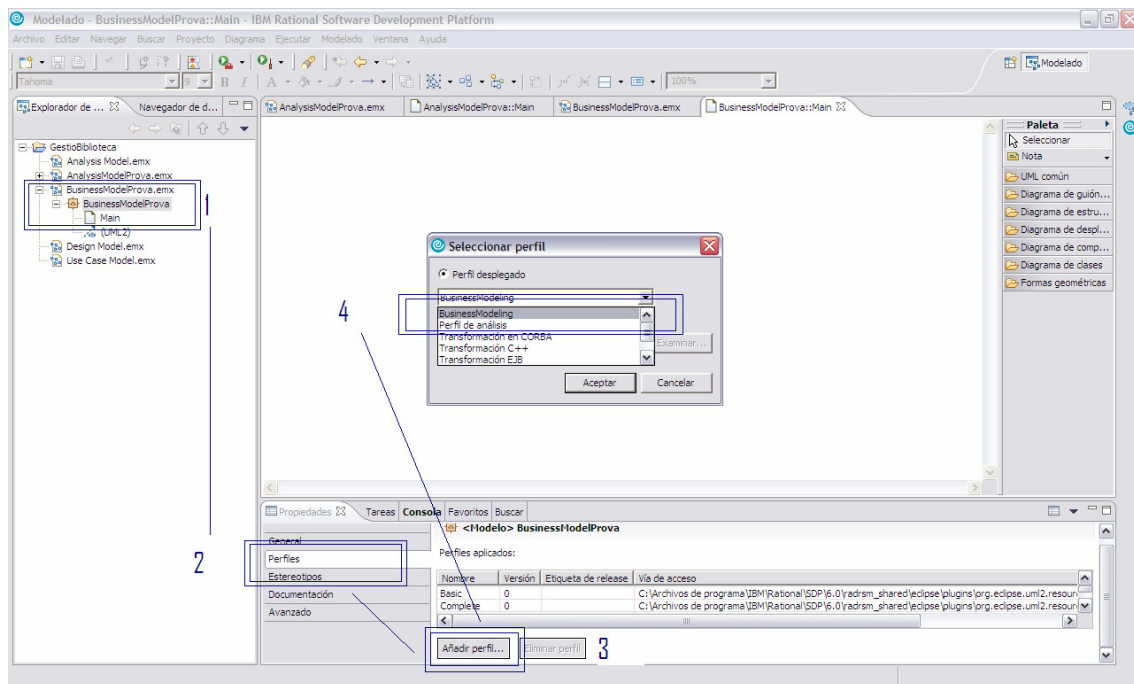 Modelado - BusinessModelProva::Main - IBM Rational Software Development Platform
Archivo Editar Navegar Buscar Proyecto Diagrama Ejecutar Modelado Ventana Ayuda
Modelado
Tahoma 9 B I A 100%
Explorador de ... Navegador de d...
AnalysisModelProva.emx AnalysisModelProva::Main BusinessModelProva.emx BusinessModelProva::Main
GestioBiblioteca
Analysis Model.emx
AnalysisModelProva.emx
BusinessModelProva.emx
BusinessModelProva
Main
(UML2)
Design Model.emx
Use Case Model.emx
1
Paleta
Seleccionar
Nota
UML común
Diagrama de guión...
Diagrama de estru...
Diagrama de despl...
Diagrama de comp...
Diagrama de clases
Formas geométricas
Seleccionar perfil
Perfil desplegado
BusinessModeling
BusinessModeling
Perfil de análisis
Transformación en CORBA
Transformación C++
Transformación EJB
Examinar...
Aceptar Cancelar
4
Propiedades Tareas Consola Favoritos Buscar
<Modelo> BusinessModelProva
General
Perfiles
Estereotipos
Documentación
Avanzado
2
Perfiles aplicados:
Nombre Versión Etiqueta de release Vía de acceso
Basic 0 C:\Archivos de programa\IBM\Rational\SDP\6.0\radrsm_shared\eclipse\plugins\org.eclipse.uml2.resour
Complete 0 C:\Archivos de programa\IBM\Rational\SDP\6.0\radrsm_shared\eclipse\plugins\org.eclipse.uml2.resour
Añadir perfil... Eliminar perfil 3